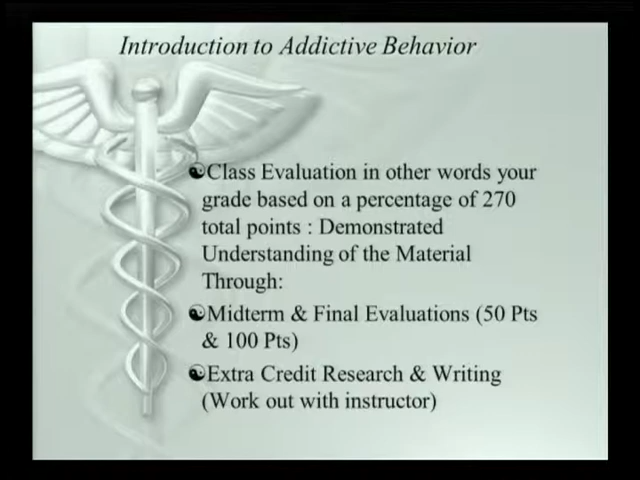 Introduction to Addictive Behavior
Class Evaluation in other words your
grade based on a percentage of 270
total points : Demonstrated
Understanding of the Material
Through:
Midterm & Final Evaluations (50 Pts
& 100 Pts)
Extra Credit Research & Writing
(Work out with instructor)